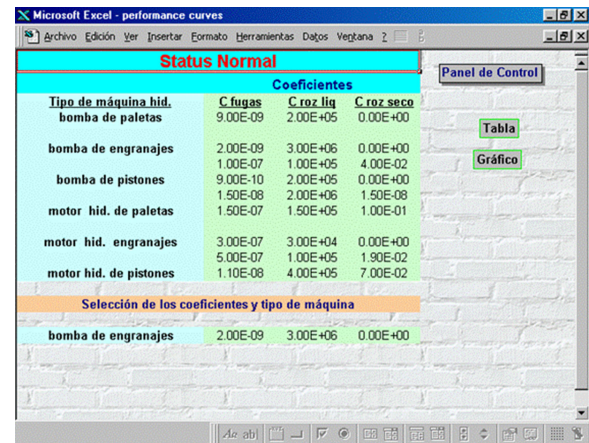 Microsoft Excel - performance curves
Archivo Edición Ver Insertar Formato Herramientas Datos Ventana ?
Status Normal
Panel de Control
Coeficientes
Tipo de máquina hid. C fugas C roz liq C roz seco
bomba de paletas 9.00E-09 2.00E+05 0.00E+00
Tabla
bomba de engranajes 2.00E-09 3.00E+06 0.00E+00
1.00E-07 1.00E+05 4.00E-02
Gráfico
bomba de pistones 9.00E-10 2.00E+05 0.00E+00
1.50E-08 2.00E+06 1.50E-08
motor hid. de paletas 1.50E-07 1.50E+05 1.00E-01
motor hid. engranajes 3.00E-07 3.00E+04 0.00E+00
5.00E-07 1.00E+05 1.90E-02
motor hid. de pistones 1.10E-08 4.00E+05 7.00E-02
Selección de los coeficientes y tipo de máquina
bomba de engranajes 2.00E-09 3.00E+06 0.00E+00
Aa ab|